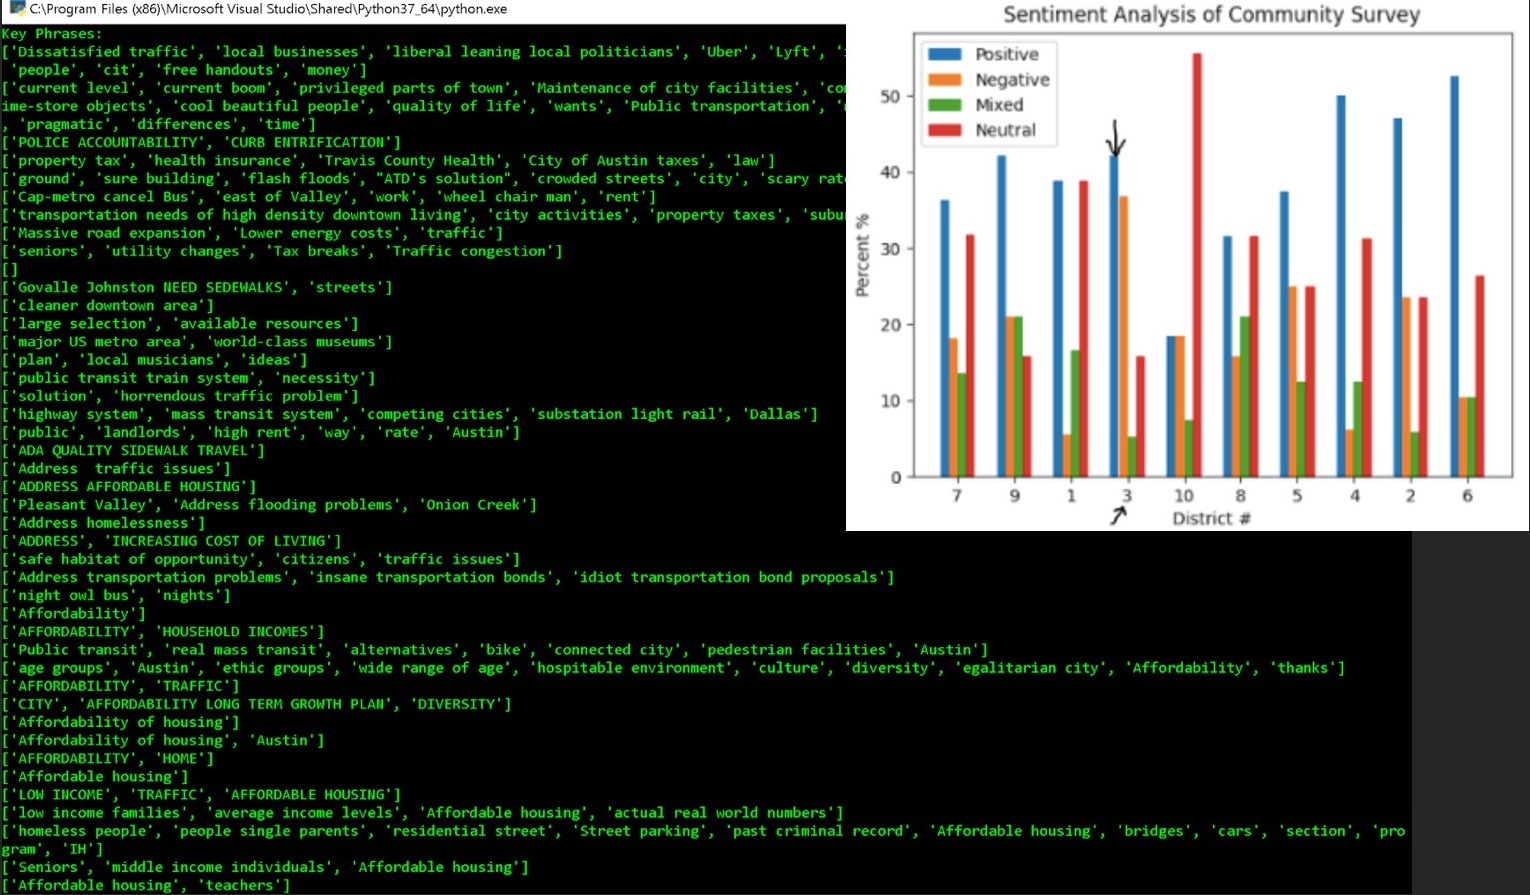 C:\Program Files (x86)\Microsoft Visual Studio\Shared\Python37_64\python.exe
Key Phrases:
['Dissatisfied traffic', 'local businesses', 'liberal leaning local politicians', 'Uber', 'Lyft',
'people', 'cit', 'free handouts', 'money']
['current level', 'current boom', 'privileged parts of town', 'Maintenance of city facilities',
ime-store objects', 'cool beautiful people', 'quality of life', 'wants', 'Public transportation',
, 'pragmatic', 'differences', 'time']
['POLICE ACCOUNTABILITY', 'CURB ENTRIFICATION']
['property tax', 'health insurance', 'Travis County Health', 'City of Austin taxes', 'law']
['ground', 'sure building', 'flash floods', "ATD's solution", 'crowded streets', 'city', 'scary
['Cap-metro cancel Bus', 'east of Valley', 'work', 'wheel chair man', 'rent']
['transportation needs of high density downtown living', 'city activities', 'property taxes',
['Massive road expansion', 'Lower energy costs', 'traffic']
['seniors', 'utility changes', 'Tax breaks', 'Traffic congestion']
[]
['Govalle Johnston NEED SEDEWALKS', 'streets']
['cleaner downtown area']
['large selection', 'available resources']
['major US metro area', 'world-class museums']
['plan', 'local musicians', 'ideas']
['public transit train system', 'necessity']
['solution', 'horrendous traffic problem']
['highway system', 'mass transit system', 'competing cities', 'substation light rail', 'Dallas']
['public', 'landlords', 'high rent', 'way', 'rate', 'Austin']
['ADA QUALITY SIDEWALK TRAVEL']
['Address  traffic issues']
['ADDRESS AFFORDABLE HOUSING']
['Pleasant Valley', 'Address flooding problems', 'Onion Creek']
['Address homelessness']
['ADDRESS', 'INCREASING COST OF LIVING']
['safe habitat of opportunity', 'citizens', 'traffic issues']
['Address transportation problems', 'insane transportation bonds', 'idiot transportation bond proposals']
['night owl bus', 'nights']
['Affordability']
['AFFORDABILITY', 'HOUSEHOLD INCOMES']
['Public transit', 'real mass transit', 'alternatives', 'bike', 'connected city', 'pedestrian facilities', 'Austin']
['age groups', 'Austin', 'ethic groups', 'wide range of age', 'hospitable environment', 'culture', 'diversity', 'egalitarian city', 'Affordability', 'thanks']
['AFFORDABILITY', 'TRAFFIC']
['CITY', 'AFFORDABILITY LONG TERM GROWTH PLAN', 'DIVERSITY']
['Affordability of housing']
['Affordability of housing', 'Austin']
['AFFORDABILITY', 'HOME']
['Affordable housing']
['LOW INCOME', 'TRAFFIC', 'AFFORDABLE HOUSING']
['low income families', 'average income levels', 'Affordable housing', 'actual real world numbers']
['homeless people', 'people single parents', 'residential street', 'Street parking', 'past criminal record', 'Affordable housing', 'bridges', 'cars', 'section', 'pro
gram', 'IH']
['Seniors', 'middle income individuals', 'Affordable housing']
['Affordable housing', 'teachers']
Sentiment Analysis of Community Survey
Positive
Negative
Mixed
Neutral
Percent %
50
40
30
20
10
0
7 9 1 3 10 8 5 4 2 6
District #